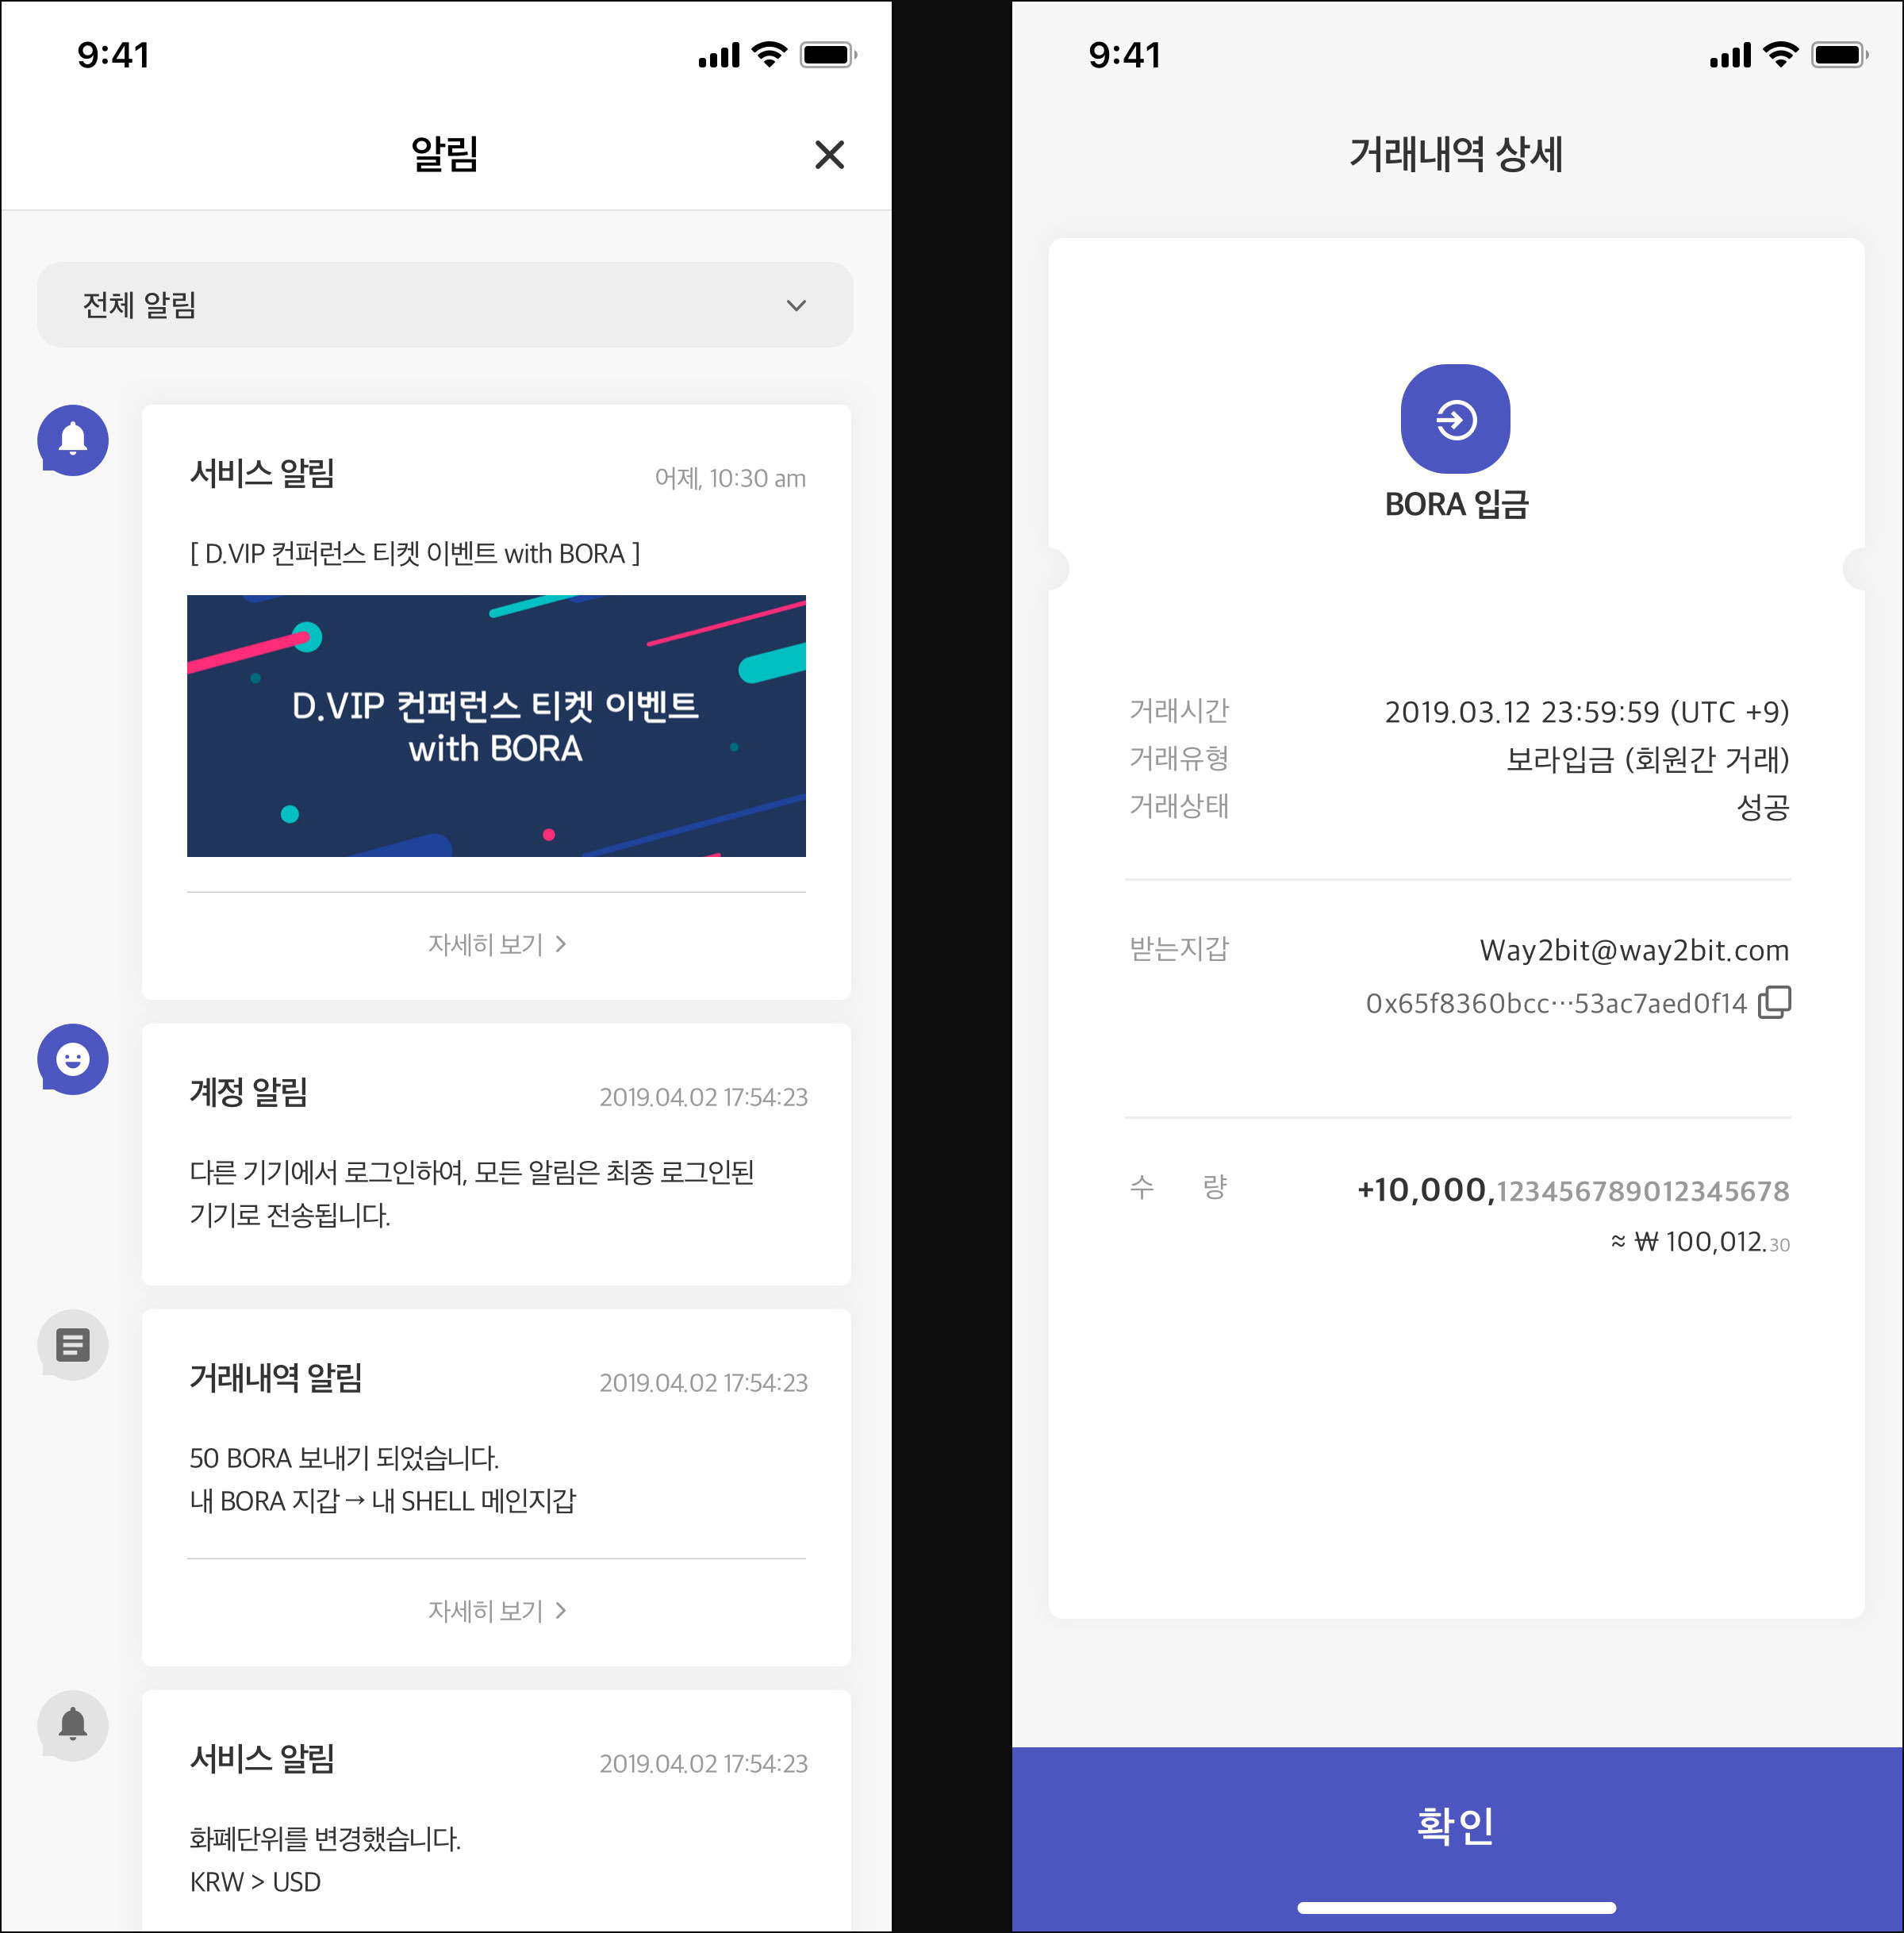 9:41
알림
전체 알림
서비스 알림
어제, 10:30 am
[ D.VIP 컨퍼런스 티켓 이벤트 with BORA ]
D.VIP 컨퍼런스 티켓 이벤트
with BORA
자세히 보기
계정 알림
2019.04.02 17:54:23
다른 기기에서 로그인하여, 모든 알림은 최종 로그인된
기기로 전송됩니다.
거래내역 알림
2019.04.02 17:54:23
50 BORA 보내기 되었습니다.
내 BORA 지갑 → 내 SHELL 메인지갑
자세히 보기
서비스 알림
2019.04.02 17:54:23
화폐단위를 변경했습니다.
KRW > USD
9:41
거래내역 상세
BORA 입금
거래시간 2019.03.12 23:59:59 (UTC +9)
거래유형 보라입금 (회원간 거래)
거래상태 성공
받는지갑 Way2bit@way2bit.com
0x65f8360bcc···53ac7aed0f14
수 량 +10,000,123456789012345678
≈ ₩ 100,012.30
확인